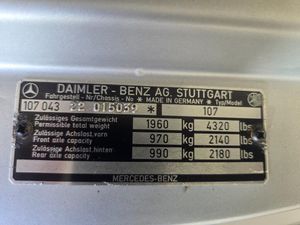 DAIMLER - BENZ AG. STUTTGART
Fahrgestell - Nr/Chassis - No * MADE IN GERMANY * Typ/Model
107 043 22 015059 * 107
Zulässiges Gesamtgewicht
Permissible total weight 1960 kg 4320 lbs
Zulässige Achslast.vorn
Front axle capacity 970 kg 2140 lbs
Zulässige Achslast.hinten
Rear axle capacity 990 kg 2180 lbs
MERCEDES-BENZ